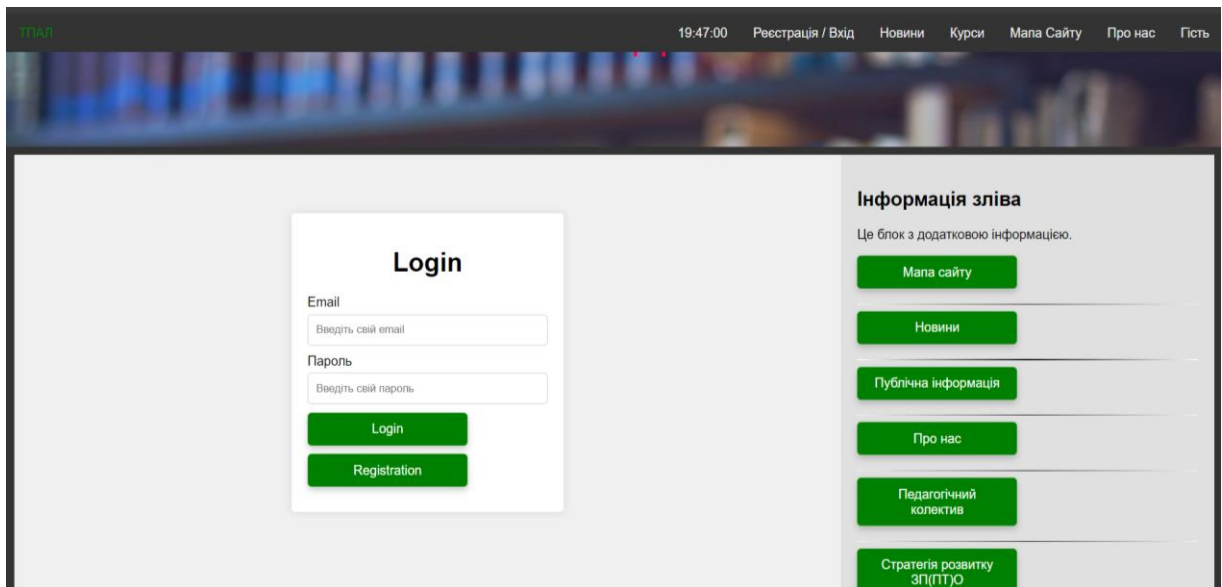 ТПАЛ
19:47:00 Реєстрація / Вхід Новини Курси Мапа Сайту Про нас Гість
Login
Email
Введіть свій email
Пароль
Введіть свій пароль
Login
Registration
Інформація зліва
Це блок з додатковою інформацією.
Мапа сайту
Новини
Публічна інформація
Про нас
Педагогічний
колектив
Стратегія розвитку
ЗП(ПТ)О